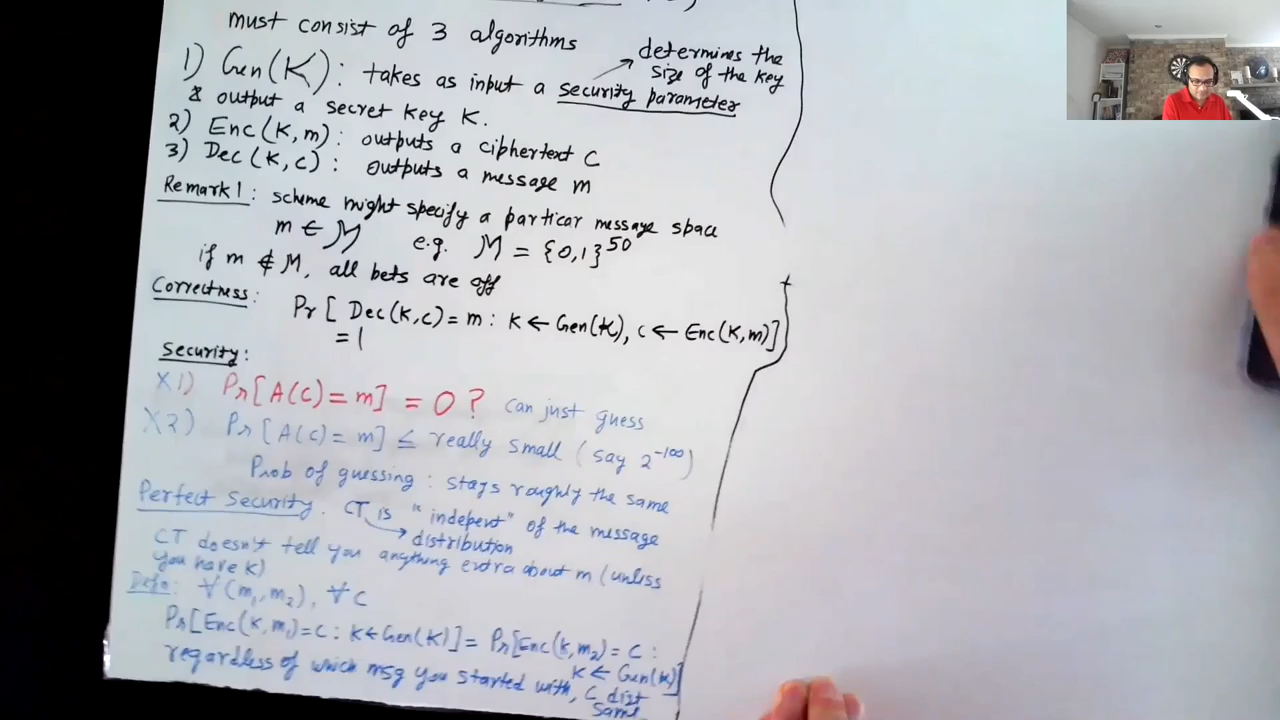 must consist of 3 algorithms
1) Gen(K): takes as input a security parameter
→ determines the
size of the key
& output a secret key K.
2) Enc(K,m): outputs a ciphertext C
3) Dec(K,c): outputs a message m
Remark1: scheme might specify a particar message space
m ∈ M e.g. M = {0,1}^50
if m ∉ M, all bets are off
Correctness:
Pr[ Dec(K,c)=m : K ← Gen(K), c ← Enc(K,m)]
= 1
Security:
X1) Pr[A(C)=m] = 0 ? can just guess
X2) Pr[A(C)=m] ≤ really small (say 2^-100)
Prob of guessing: stays roughly the same
Perfect Security. CT is "indepent" of the message
→ distribution
CT doesn't tell you anything extra about m (unless
you have K)
Defn: ∀(m1,m2), ∀C
Pr[Enc(K,m1)=C : K←Gen(K)] = Pr[Enc(K,m2)=C :
K ← Gen(K)]
regardless of which msg you started with, C dist
same